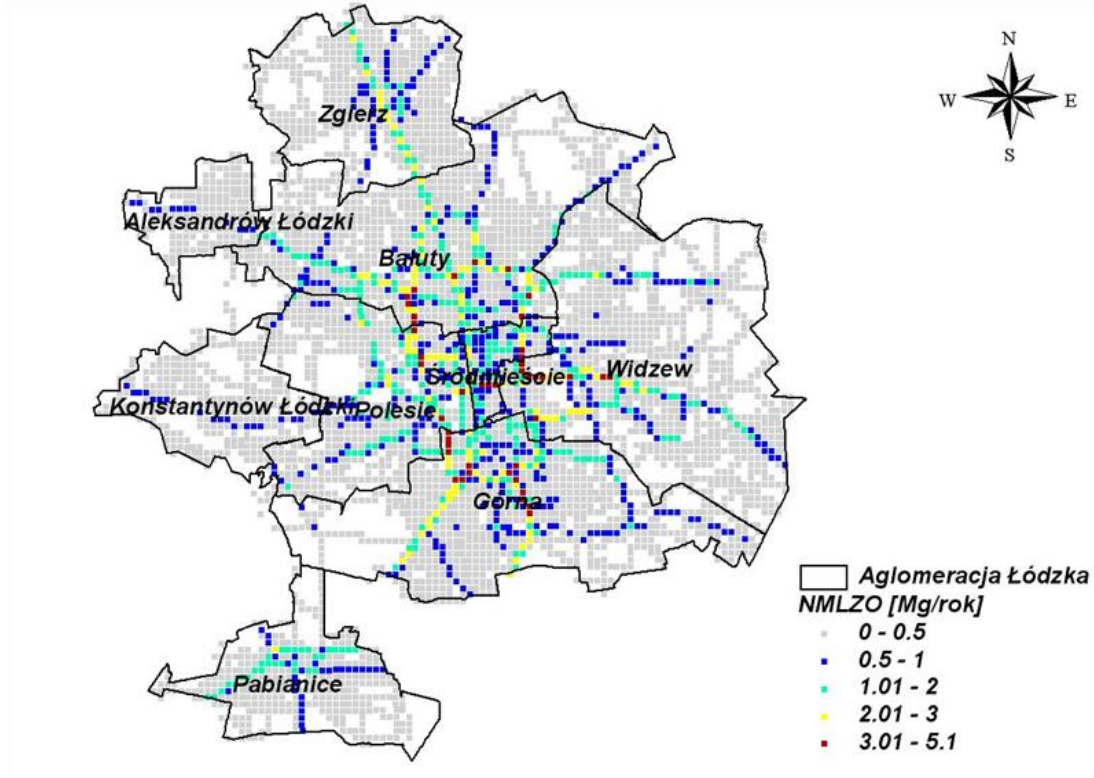 N
W E
S
Zgierz
Aleksandrów Łódzki
Bałuty
Śródmieście
Widzew
Konstantynów Łódzki
Polesie
Górna
Pabianice
Aglomeracja Łódzka
NMLZO [Mg/rok]
0 - 0.5
0.5 - 1
1.01 - 2
2.01 - 3
3.01 - 5.1